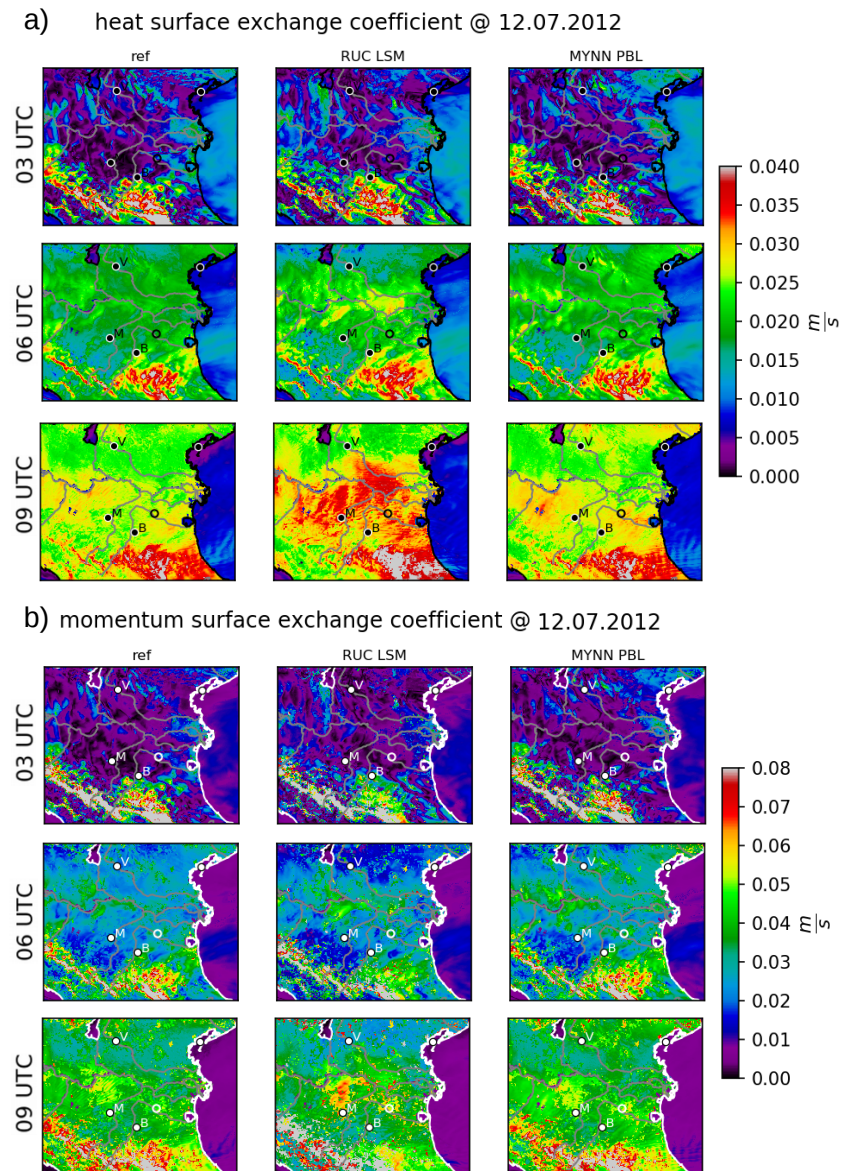 a) heat surface exchange coefficient @ 12.07.2012
ref RUC LSM MYNN PBL
03 UTC
06 UTC
V V V
M M M
B B B
09 UTC
V V V
M M M
B B B
0.040
0.035
0.030
0.025
0.020
0.015
0.010
0.005
0.000
m
s
b) momentum surface exchange coefficient @ 12.07.2012
ref RUC LSM MYNN PBL
03 UTC
V V V
M M M
B B B
06 UTC
V V V
M M M
B B B
09 UTC
V V V
M M M
B B B
0.08
0.07
0.06
0.05
0.04
0.03
0.02
0.01
0.00
m
s